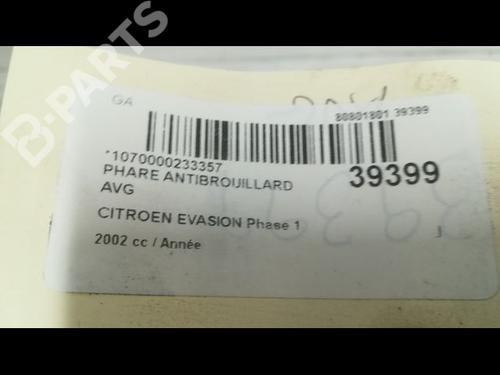 B-PARTS
GA
80801801 39399
*1070000233357
PHARE ANTIBROUILLARD
39399
AVG
CITROEN EVASION Phase 1
J
2002 cc / Année